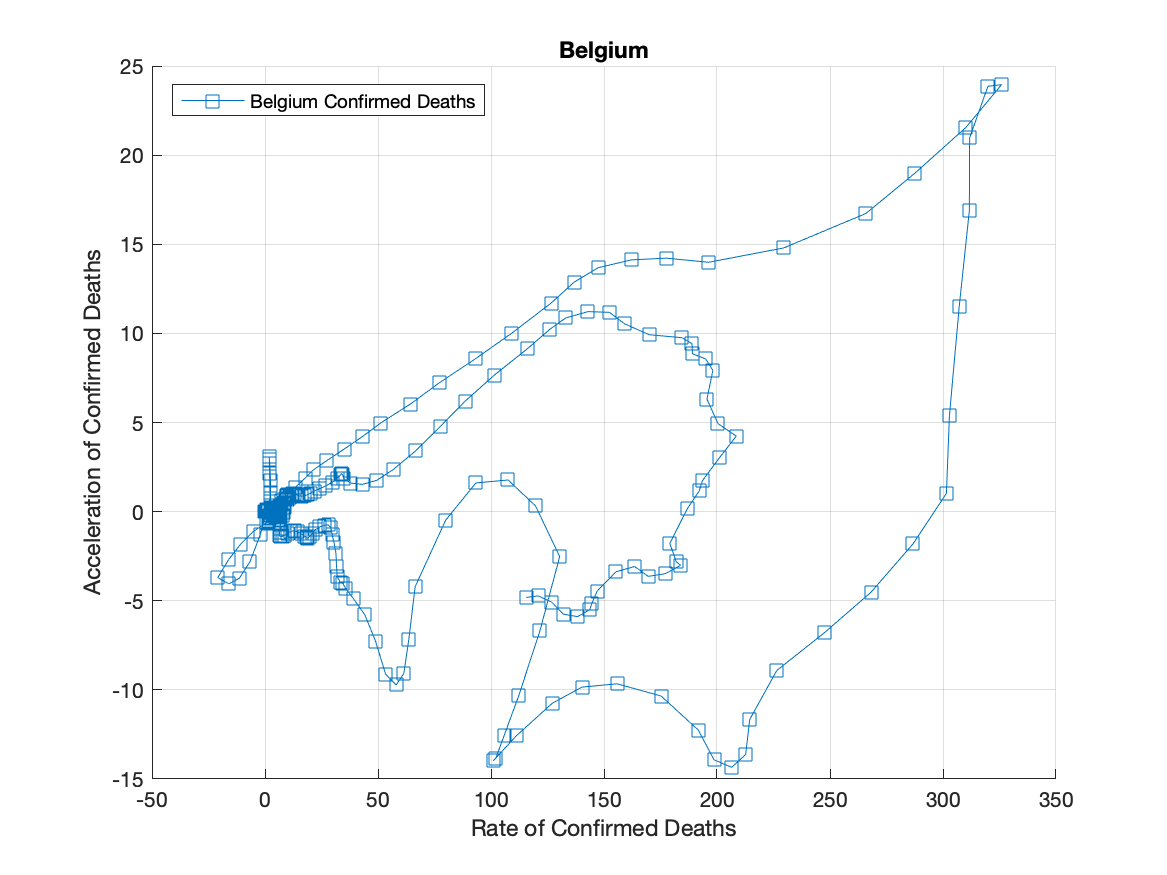 Belgium
25
20
15
10
5
0
-5
-10
-15
Belgium Confirmed Deaths
Acceleration of Confirmed Deaths
-50 0 50 100 150 200 250 300 350
Rate of Confirmed Deaths